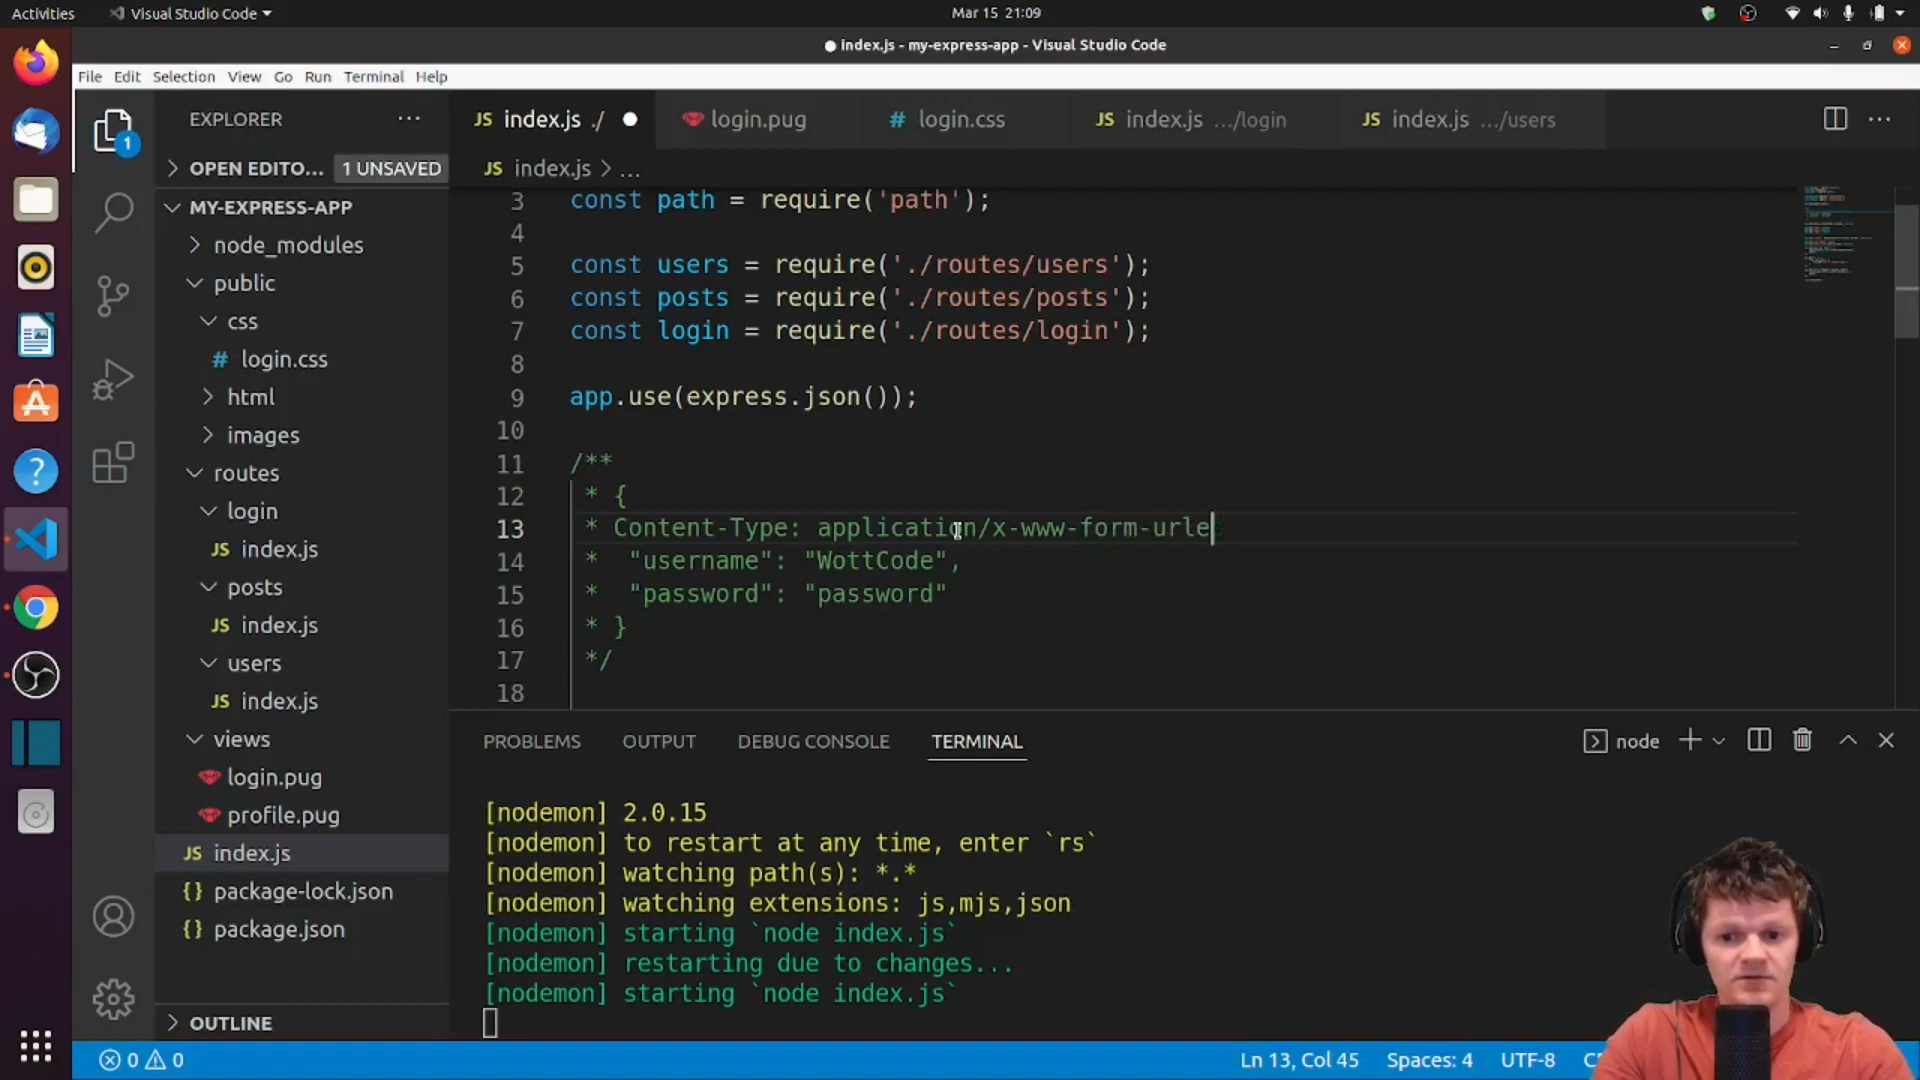 Activities
Visual Studio Code
Mar 15 21:09
index.js - my-express-app - Visual Studio Code
File Edit Selection View Go Run Terminal Help
EXPLORER
OPEN EDITO... 1 UNSAVED
MY-EXPRESS-APP
node_modules
public
css
# login.css
html
images
routes
login
JS index.js
posts
JS index.js
users
JS index.js
views
login.pug
profile.pug
JS index.js
{} package-lock.json
{} package.json
OUTLINE
1
JS index.js ./
login.pug
# login.css
JS index.js .../login
JS index.js .../users
JS index.js > ...
3 const path = require('path');
4
5 const users = require('./routes/users');
6 const posts = require('./routes/posts');
7 const login = require('./routes/login');
8
9 app.use(express.json());
10
11 /**
12 * {
13 * Content-Type: application/x-www-form-urle
14 *  "username": "WottCode",
15 *  "password": "password"
16 * }
17 */
18
PROBLEMS OUTPUT DEBUG CONSOLE TERMINAL
node
[nodemon] 2.0.15
[nodemon] to restart at any time, enter `rs`
[nodemon] watching path(s): *.*
[nodemon] watching extensions: js,mjs,json
[nodemon] starting `node index.js`
[nodemon] restarting due to changes...
[nodemon] starting `node index.js`
0 0
Ln 13, Col 45
Spaces: 4
UTF-8